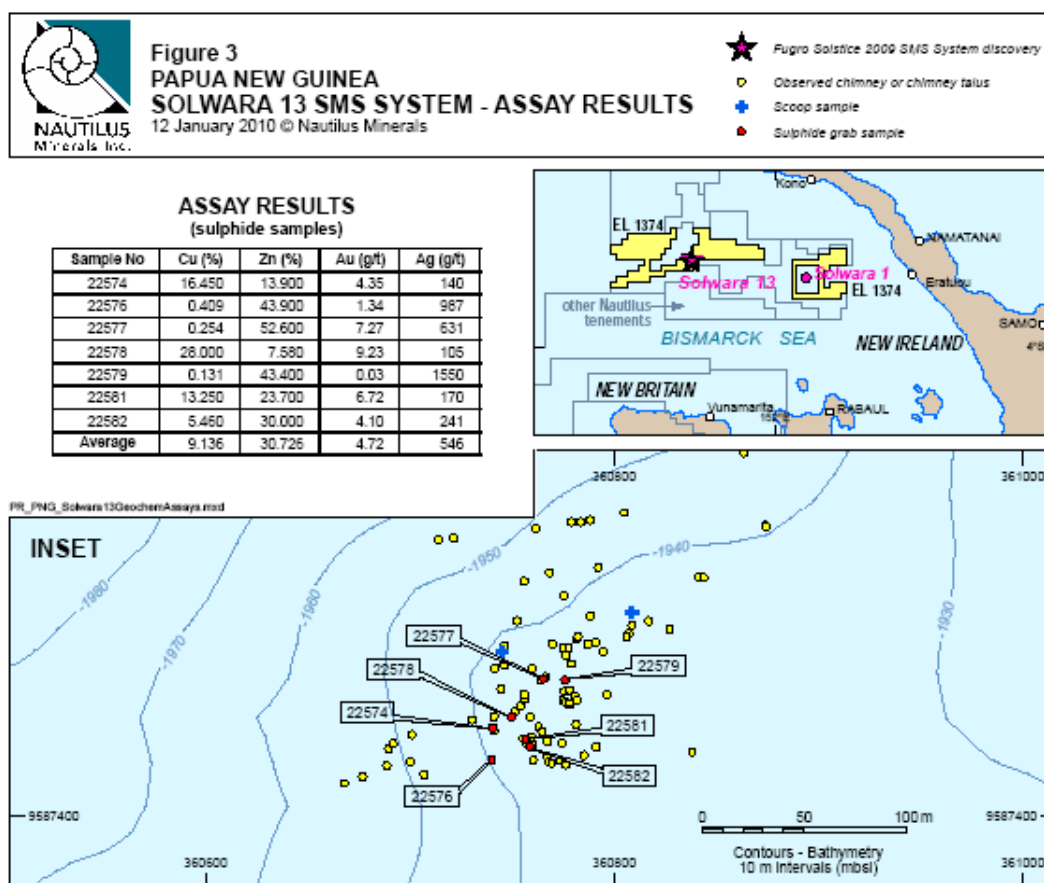 NAUTILUS
Minerals Inc.
Figure 3
PAPUA NEW GUINEA
SOLWARA 13 SMS SYSTEM - ASSAY RESULTS
12 January 2010 © Nautilus Minerals
Fugro Solstice 2009 SMS System discovery
Observed chimney or chimney talus
Scoop sample
Sulphide grab sample
ASSAY RESULTS
(sulphide samples)
Sample No Cu (%) Zn (%) Au (g/t) Ag (g/t)
22574 16.450 13.900 4.35 140
22576 0.409 43.900 1.34 987
22577 0.254 52.600 7.27 631
22578 28.000 7.580 9.23 105
22579 0.131 43.400 0.03 1550
22581 13.250 23.700 6.72 170
22582 5.460 30.000 4.10 241
Average 9.136 30.726 4.72 546
PR_PNG_Solwara13GeochemAssays.mxd
Kono
EL 1374
NAMATANAI
Solwara 13
Solwara 1
EL 1374
other Nautilus
tenements
BISMARCK SEA
NEW IRELAND
SAMO
4°S
NEW BRITAIN
Vunamarita
RABAUL
INSET
360800
361000
-1950
-1940
-1980
-1960
-1930
-1970
22577
22578
22579
22574
22581
22582
22576
9587400
0 50 100 m
9587400
Contours - Bathymetry
10 m intervals (mbsl)
360600
360800
361000